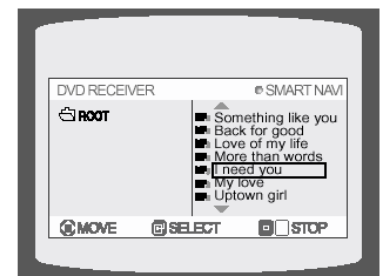 DVD RECEIVER SMART NAVI
ROOT
Something like you
Back for good
Love of my life
More than words
I need you
My love
Uptown girl
MOVE SELECT STOP